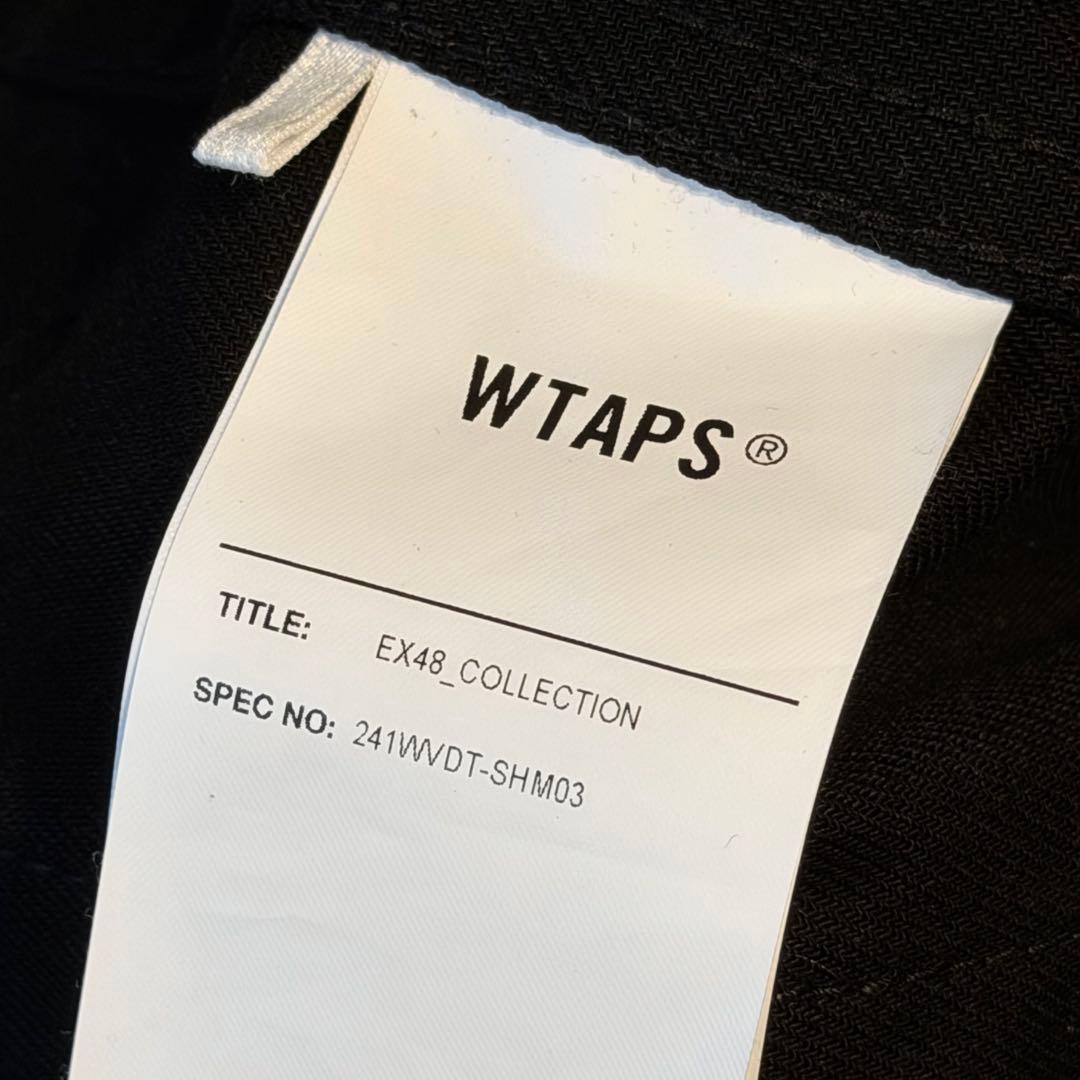 WTAPS®
TITLE: EX48_COLLECTION
SPEC NO: 241WVDT-SHM03